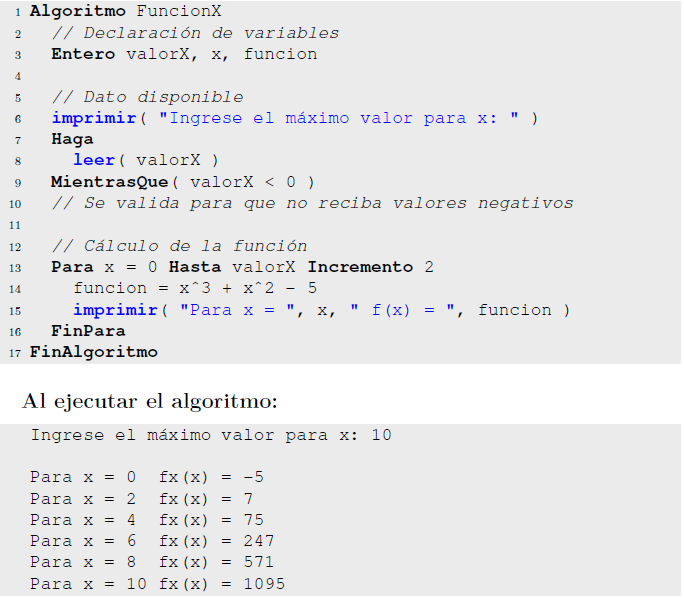 1 Algoritmo FuncionX
2 // Declaración de variables
3 Entero valorX, x, funcion
4
5 // Dato disponible
6 imprimir( "Ingrese el máximo valor para x: " )
7 Haga
8 leer( valorX )
9 MientrasQue( valorX < 0 )
10 // Se valida para que no reciba valores negativos
11
12 // Cálculo de la función
13 Para x = 0 Hasta valorX Incremento 2
14 funcion = x^3 + x^2 - 5
15 imprimir( "Para x = ", x, " f(x) = ", funcion )
16 FinPara
17 FinAlgoritmo
Al ejecutar el algoritmo:
Ingrese el máximo valor para x: 10
Para x = 0 fx(x) = -5
Para x = 2 fx(x) = 7
Para x = 4 fx(x) = 75
Para x = 6 fx(x) = 247
Para x = 8 fx(x) = 571
Para x = 10 fx(x) = 1095